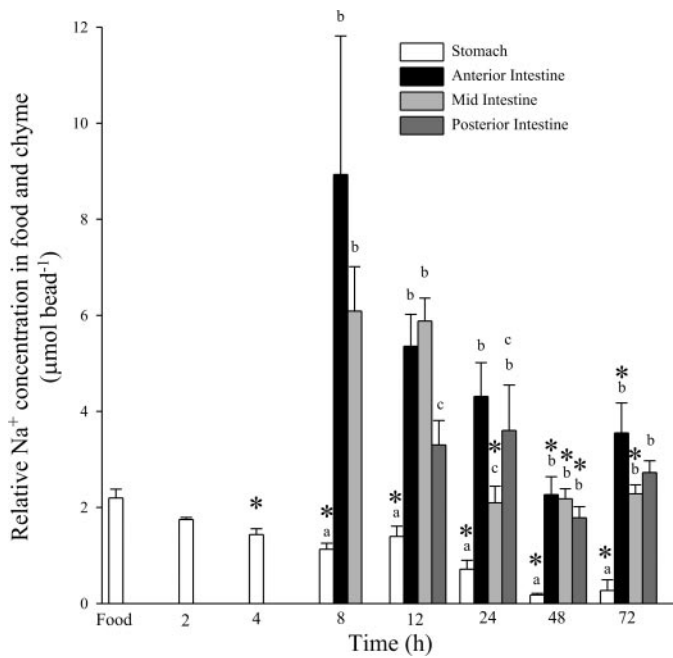 12
10
8
6
4
2
0
Relative Na⁺ concentration in food and chyme
(μmol bead⁻¹)
Stomach
Anterior Intestine
Mid Intestine
Posterior Intestine
b
b
b
b
c
b
c
b
*
c
*
*
a
*
a
*
a
*
b
*
b
*
b
*
a
*
b
*
b
b
*
a
Food 2 4 8 12 24 48 72
Time (h)